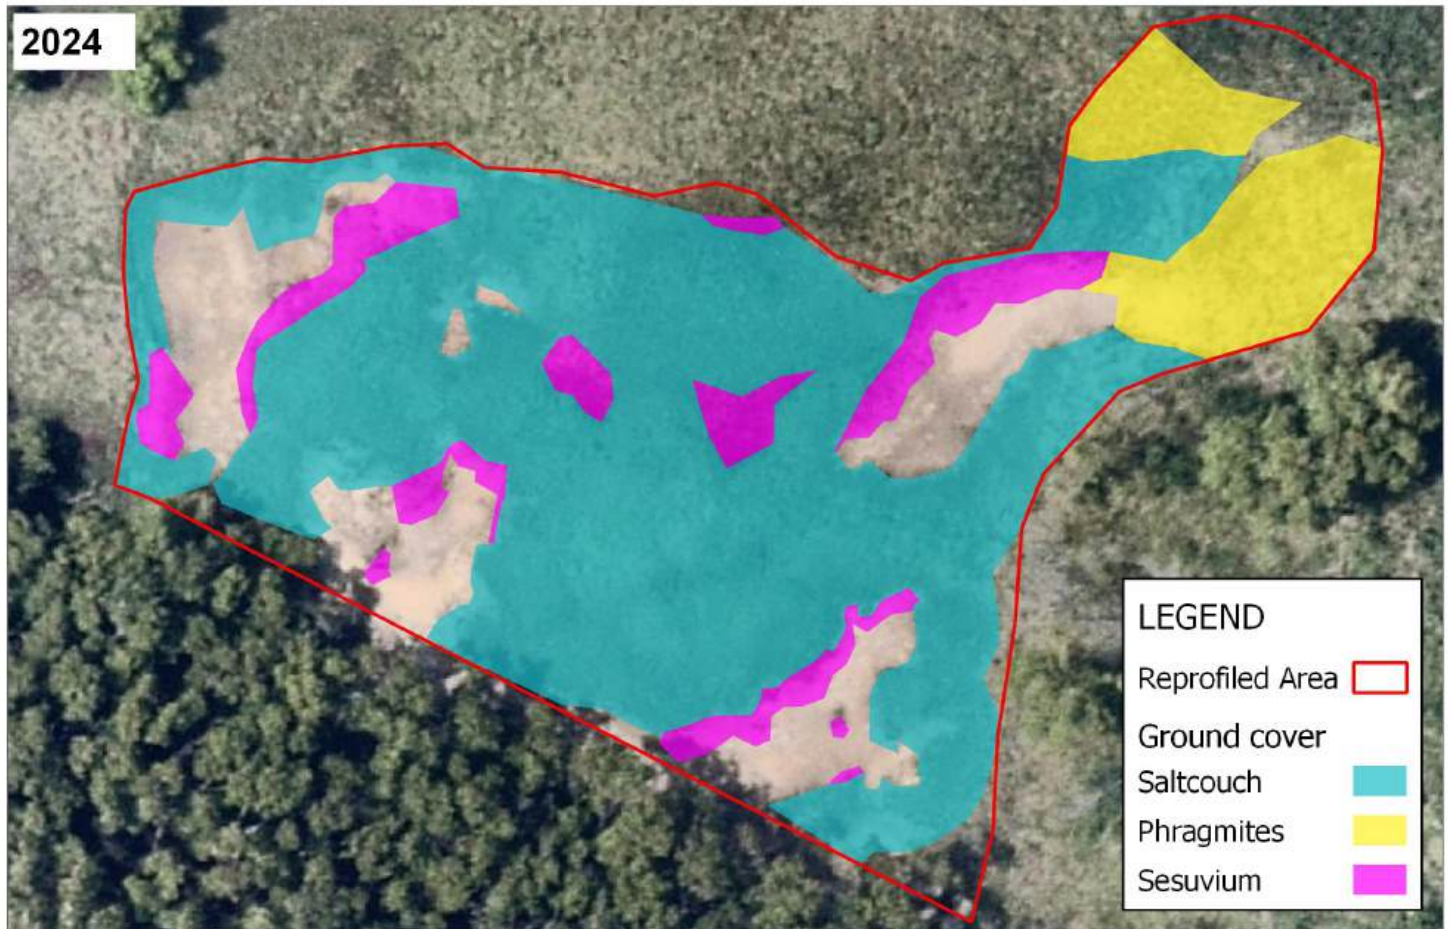 2024
LEGEND
Reprofiled Area
Ground cover
Saltcouch
Phragmites
Sesuvium